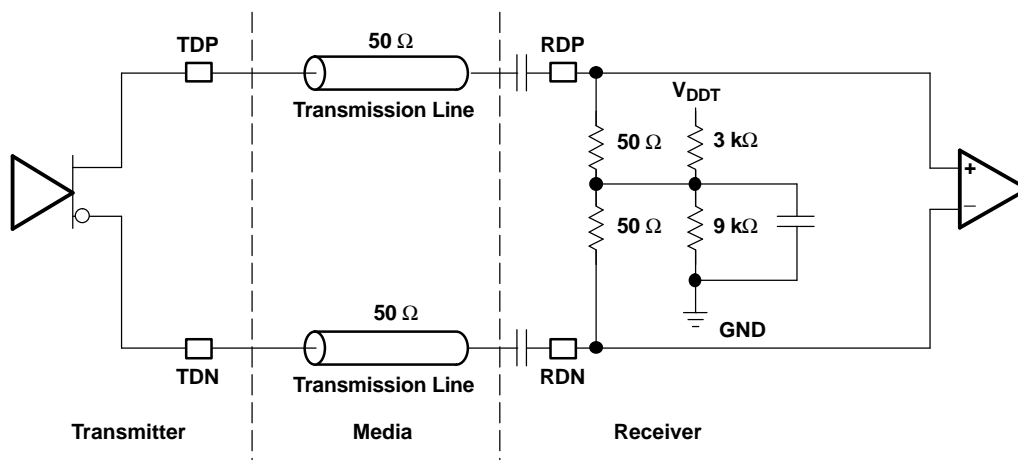 50 Ω
TDP
RDP
Transmission Line
VDDT
50 Ω
3 kΩ
+
−
50 Ω
9 kΩ
50 Ω
GND
TDN
RDN
Transmission Line
Transmitter
Media
Receiver